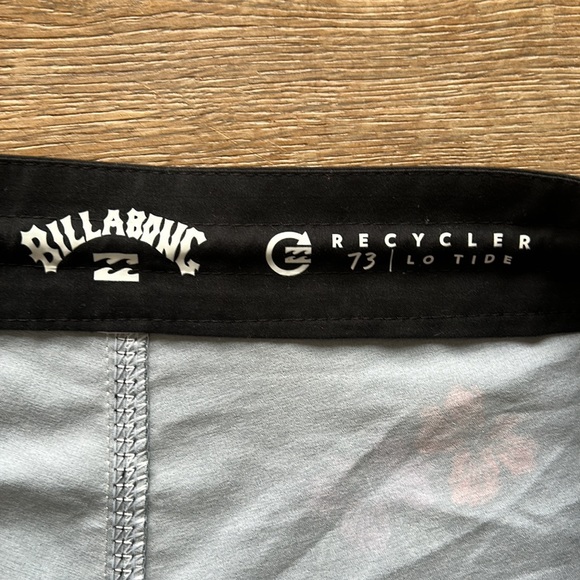 BILLABONG
RECYCLER
73 | LO TIDE